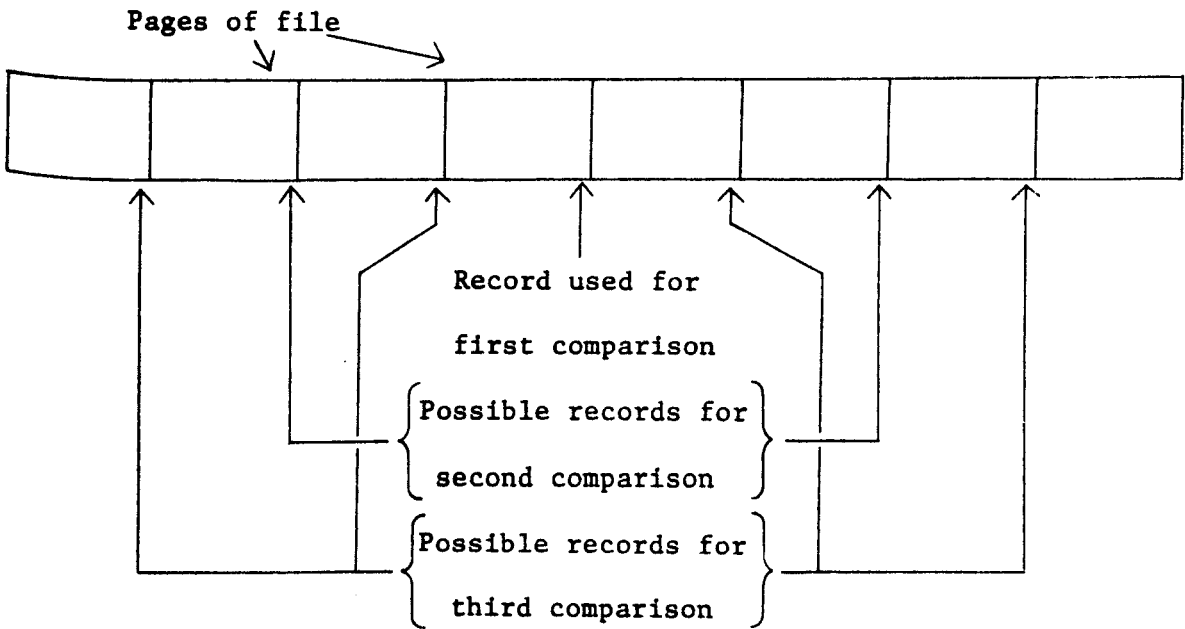 Pages of file
Record used for
first comparison
Possible records for
second comparison
Possible records for
third comparison